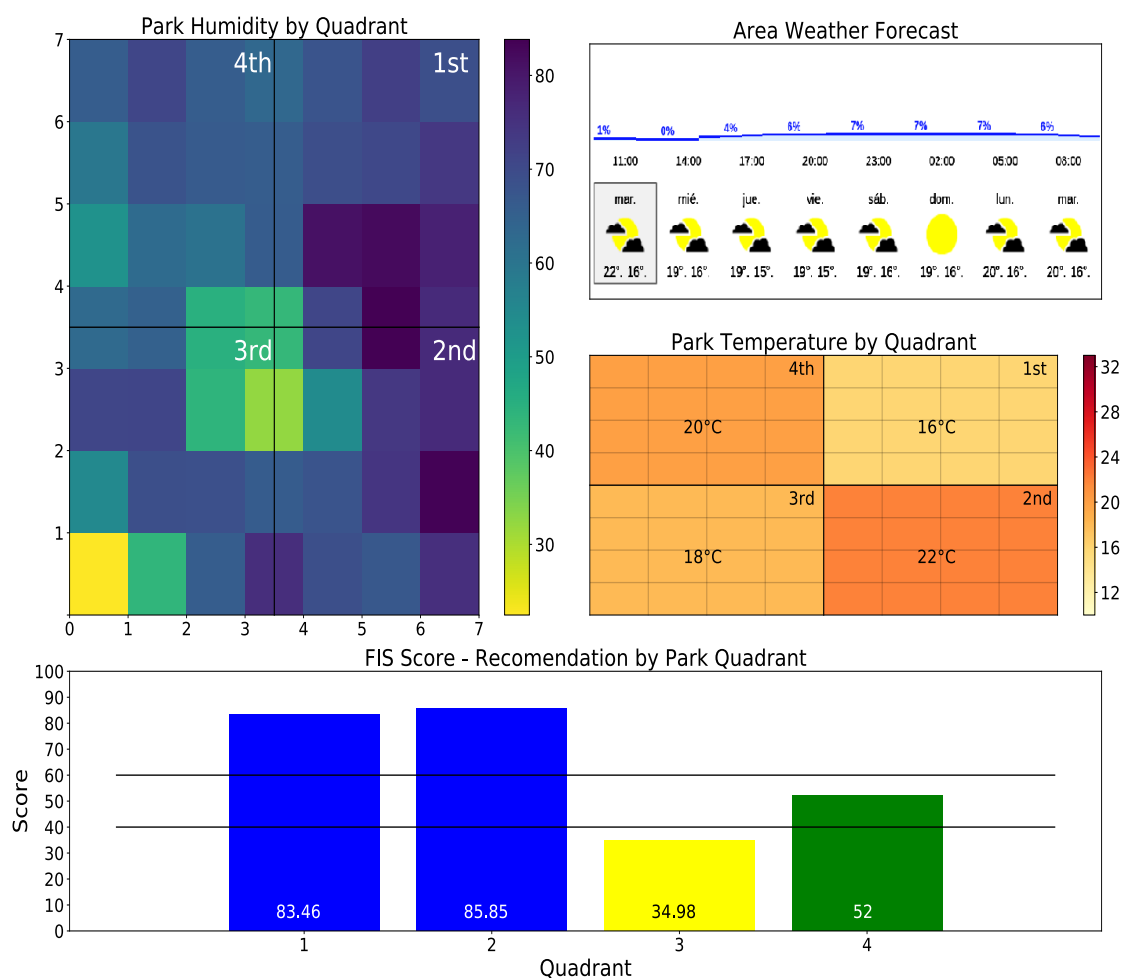 Park Humidity by Quadrant
7
6
5
4
3
2
1
0 1 2 3 4 5 6 7
4th 1st
3rd 2nd
80
70
60
50
40
30
Area Weather Forecast
1% 0% 4% 6% 7% 7% 7% 6%
11:00 14:00 17:00 20:00 23:00 02:00 05:00 08:00
mar. mié. jue. vie. sáb. dom. lun. mar.
22°. 16°. 19°. 16°. 19°. 15°. 19°. 15°. 19°. 16°. 19°. 16°. 20°. 16°. 20°. 16°.
Park Temperature by Quadrant
4th 1st
20°C 16°C
3rd 2nd
18°C 22°C
32
28
24
20
16
12
FIS Score - Recomendation by Park Quadrant
Score
100
90
80
70
60
50
40
30
20
10
0
83.46 85.85 34.98 52
1 2 3 4
Quadrant